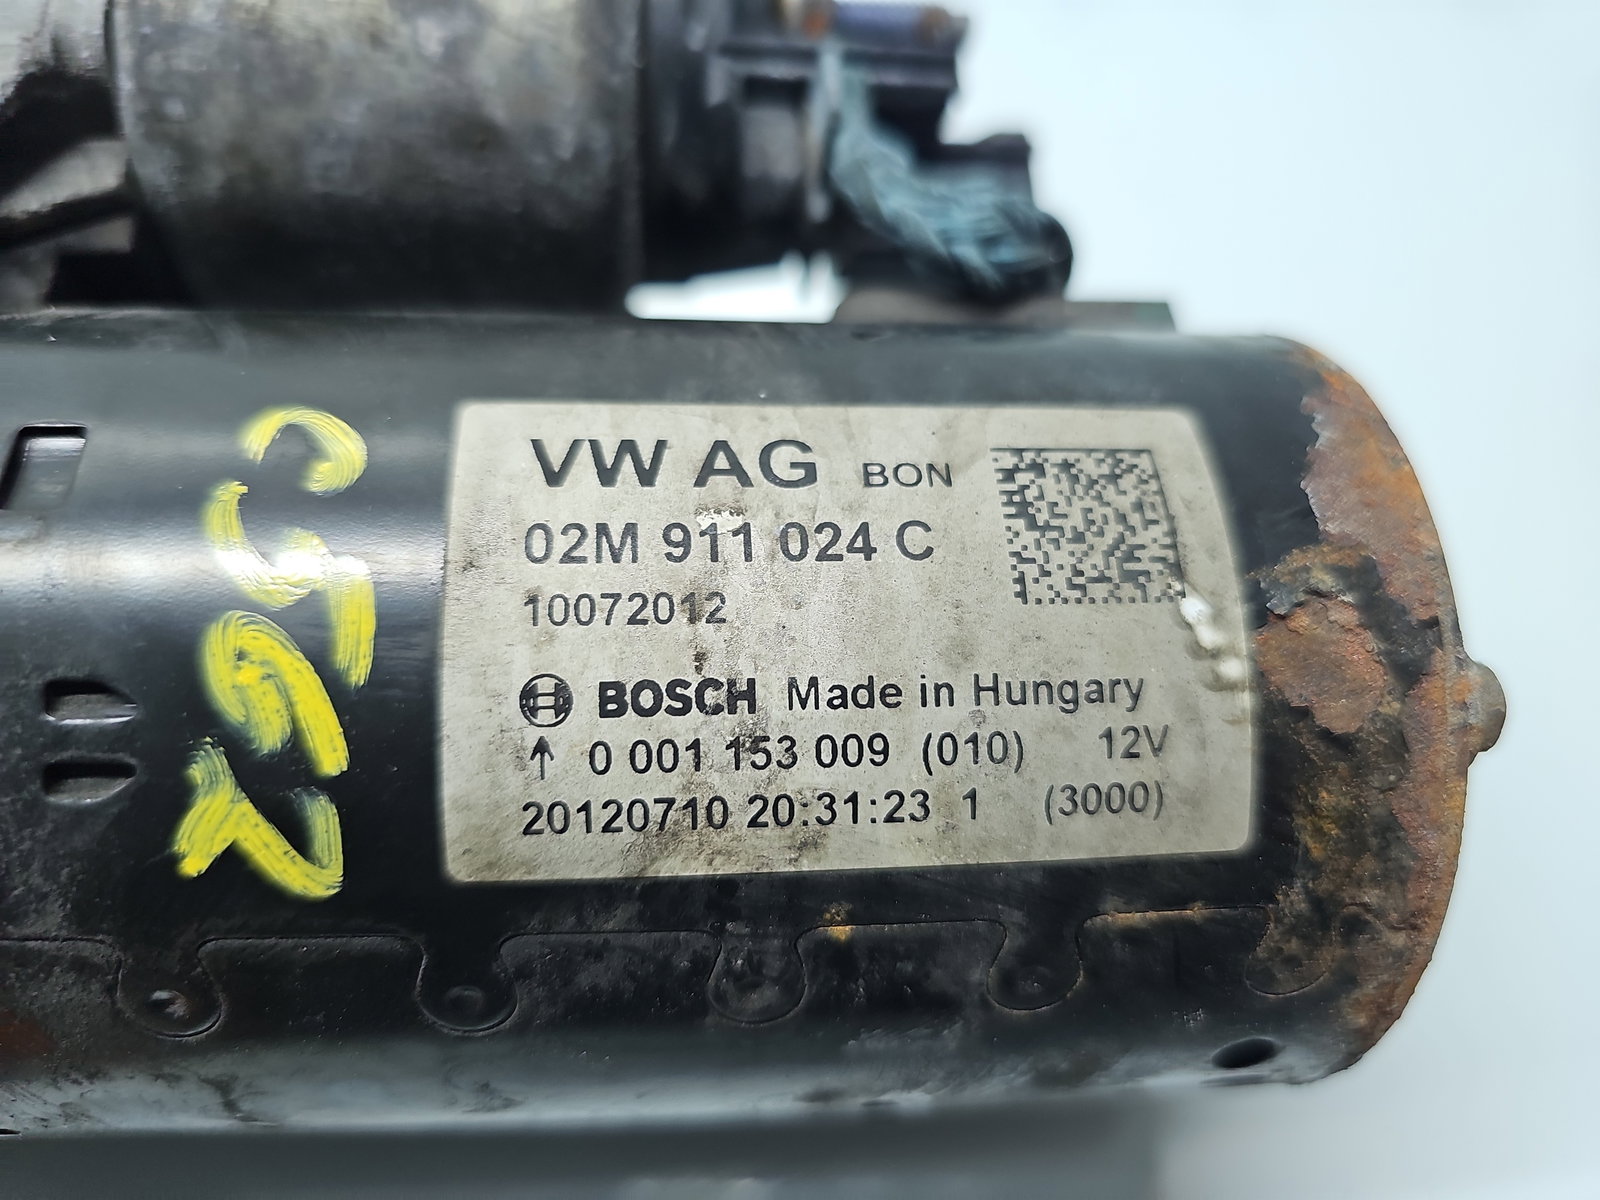 VW AG BON
02M 911 024 C
10072012
BOSCH Made in Hungary
↑ 0 001 153 009 (010) 12V
20120710 20:31:23 1 (3000)